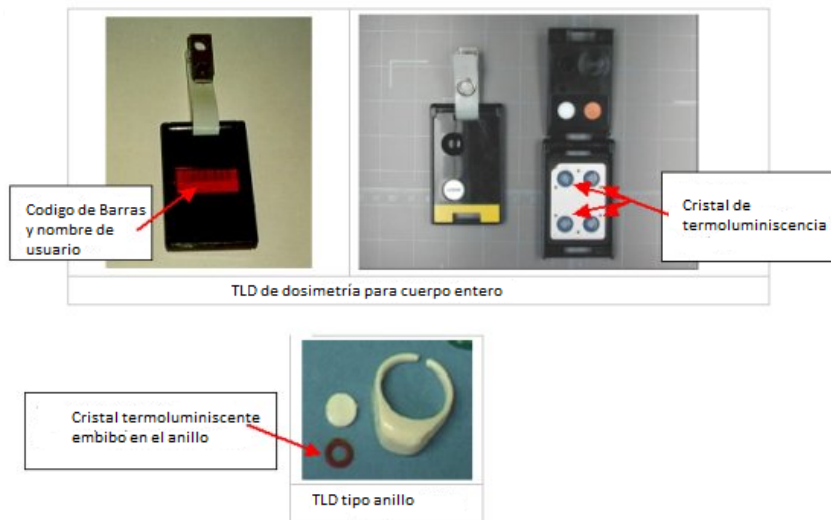 Codigo de Barras
y nombre de
usuario
Cristal de
termoluminiscencia
TLD de dosimetría para cuerpo entero
Cristal termoluminiscente
embibo en el anillo
TLD tipo anillo